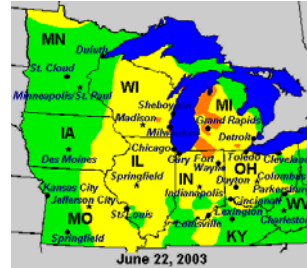 MN
Duluth
St. Cloud
Minneapolis/St. Paul
WI
MI
Sheboygan
Grand Rapids
Madison
Milwaukee
Detroit
IA
Chicago
Toledo Cleveland
Des Moines
Gary Fort Wayne
IL
IN
OH
Columbus
Springfield
Dayton
Parkersburg
Kansas City
Indianapolis
Jefferson City
Cincinnati
WV
MO
St. Louis
Lexington
Charleston
Louisville
Springfield
KY
June 22, 2003